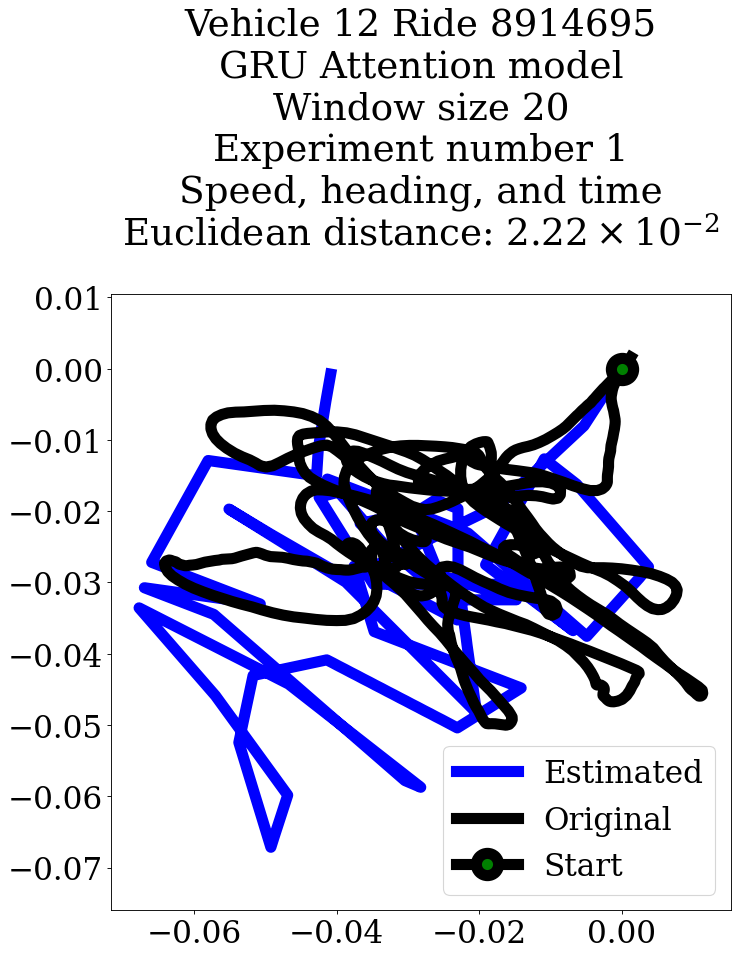 Vehicle 12 Ride 8914695
GRU Attention model
Window size 20
Experiment number 1
Speed, heading, and time
Euclidean distance: 2.22 × 10⁻²
0.01
0.00
−0.01
−0.02
−0.03
−0.04
−0.05
−0.06
−0.07
Estimated
Original
Start
−0.06 −0.04 −0.02 0.00